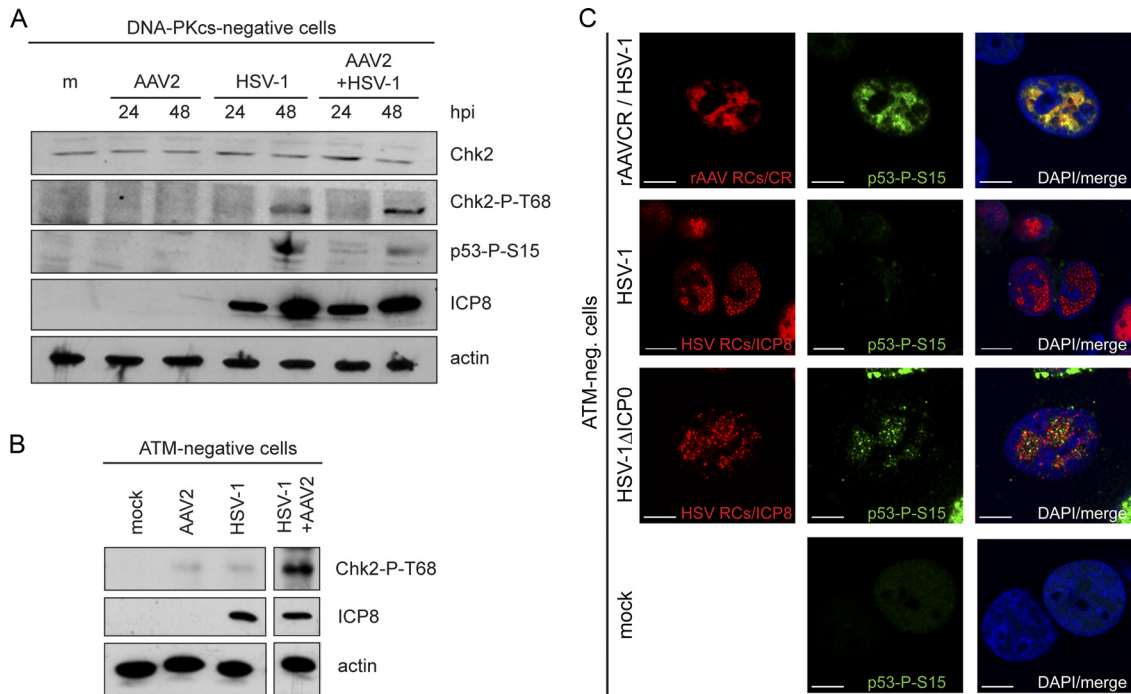 A
DNA-PKcs-negative cells
m
AAV2
HSV-1
AAV2
+HSV-1
24
48
24
48
24
48
hpi
Chk2
Chk2-P-T68
p53-P-S15
ICP8
actin
B
ATM-negative cells
mock
AAV2
HSV-1
HSV-1
+AAV2
Chk2-P-T68
ICP8
actin
C
ATM-neg. cells
rAAVCR / HSV-1
rAAV RCs/CR
p53-P-S15
DAPI/merge
HSV-1
HSV RCs/ICP8
p53-P-S15
DAPI/merge
HSV-1ΔICP0
HSV RCs/ICP8
p53-P-S15
DAPI/merge
mock
p53-P-S15
DAPI/merge